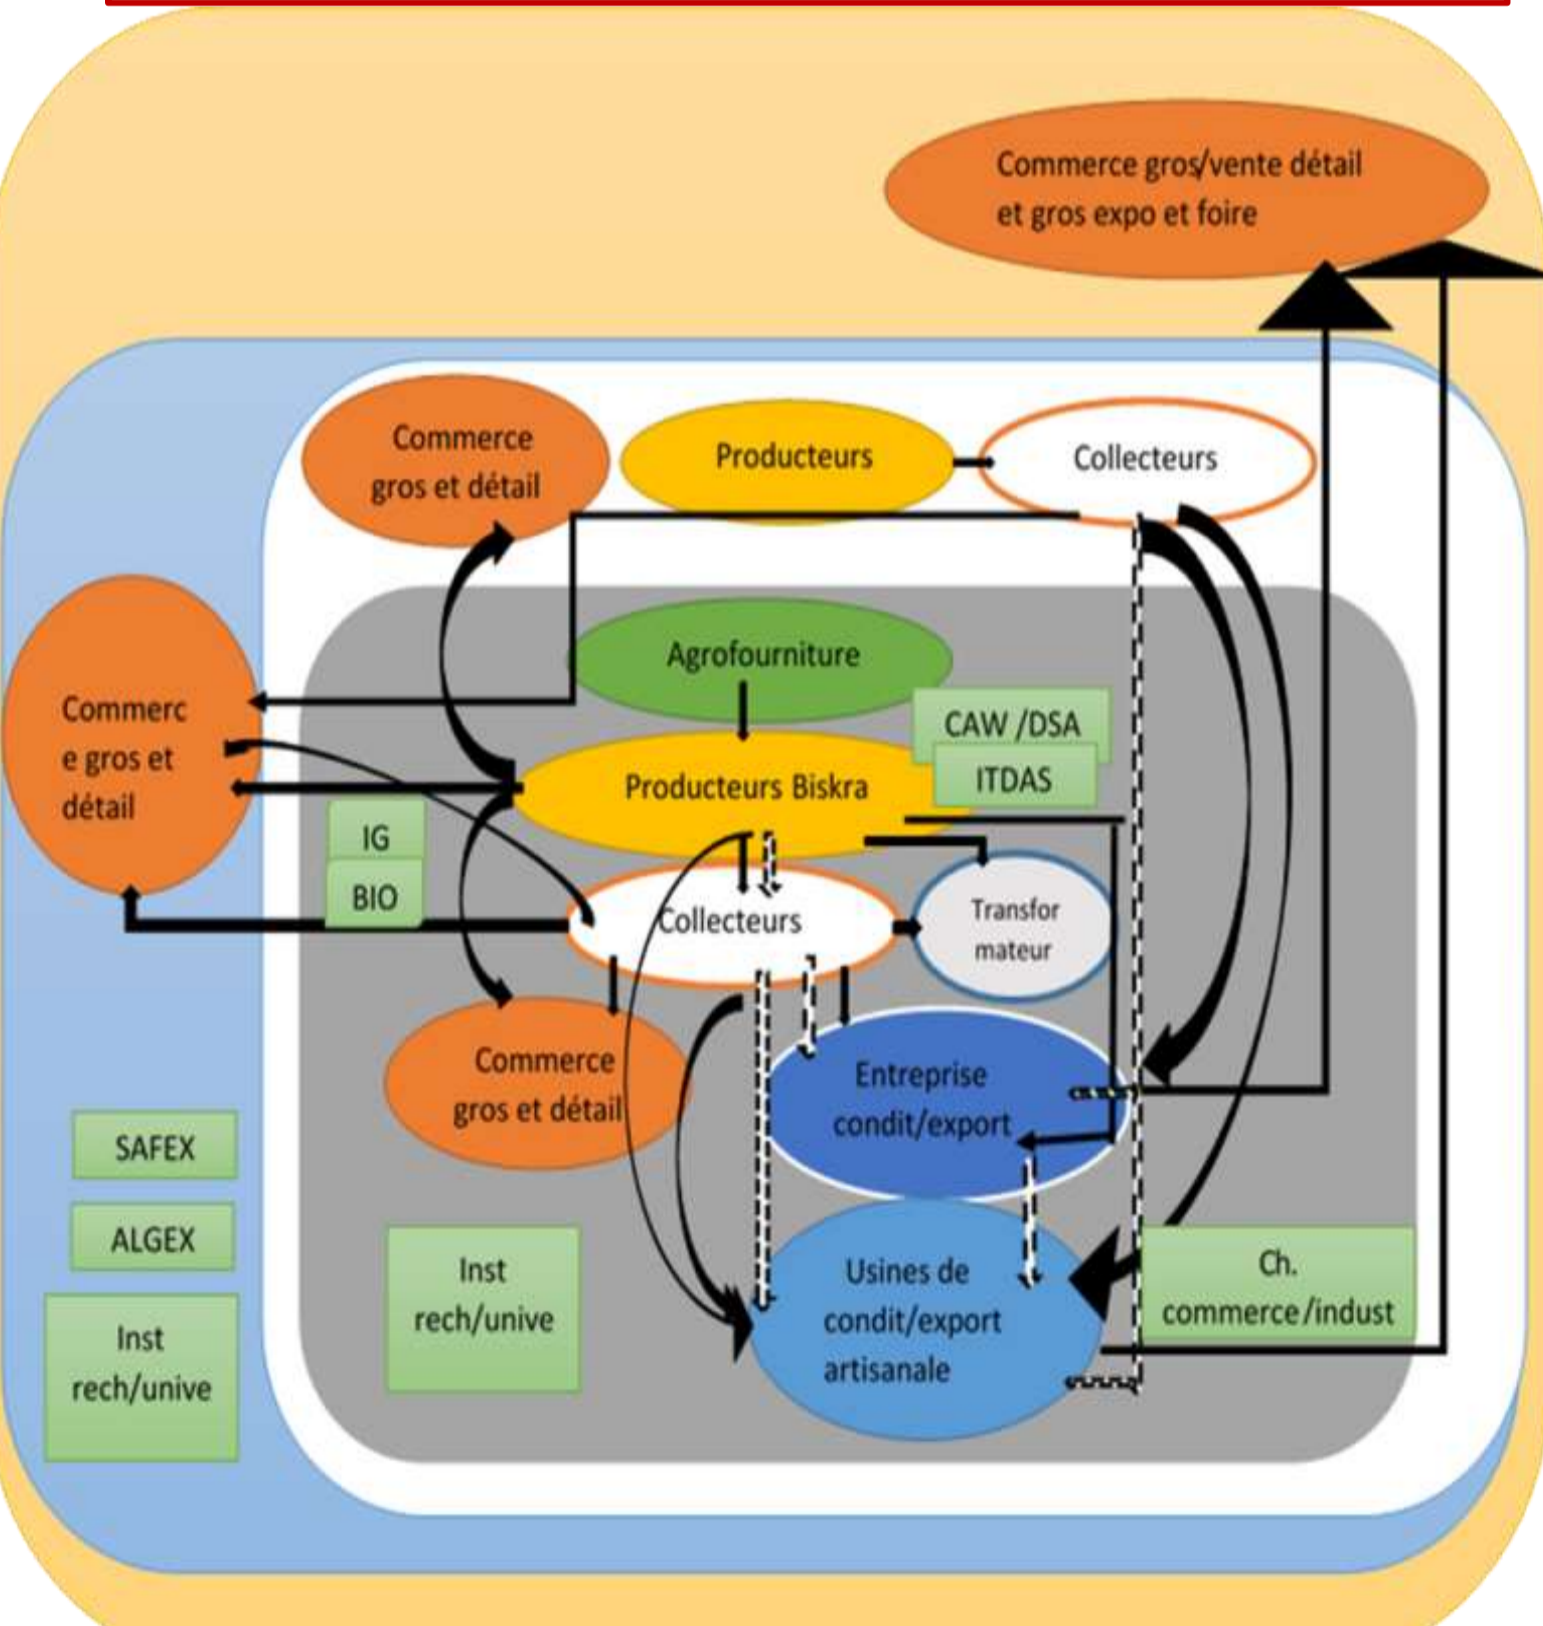 Commerce gros/vente détail
et gros expo et foire
Commerce
gros et détail
Producteurs
Collecteurs
Agrofourniture
Commerc
e gros et
détail
CAW /DSA
ITDAS
Producteurs Biskra
IG
BIO
Collecteurs
Transfor
mateur
Commerce
gros et détail
Entreprise
condit/export
SAFEX
ALGEX
Inst
rech/unive
Inst
rech/unive
Usines de
condit/export
artisanale
Ch.
commerce/indust